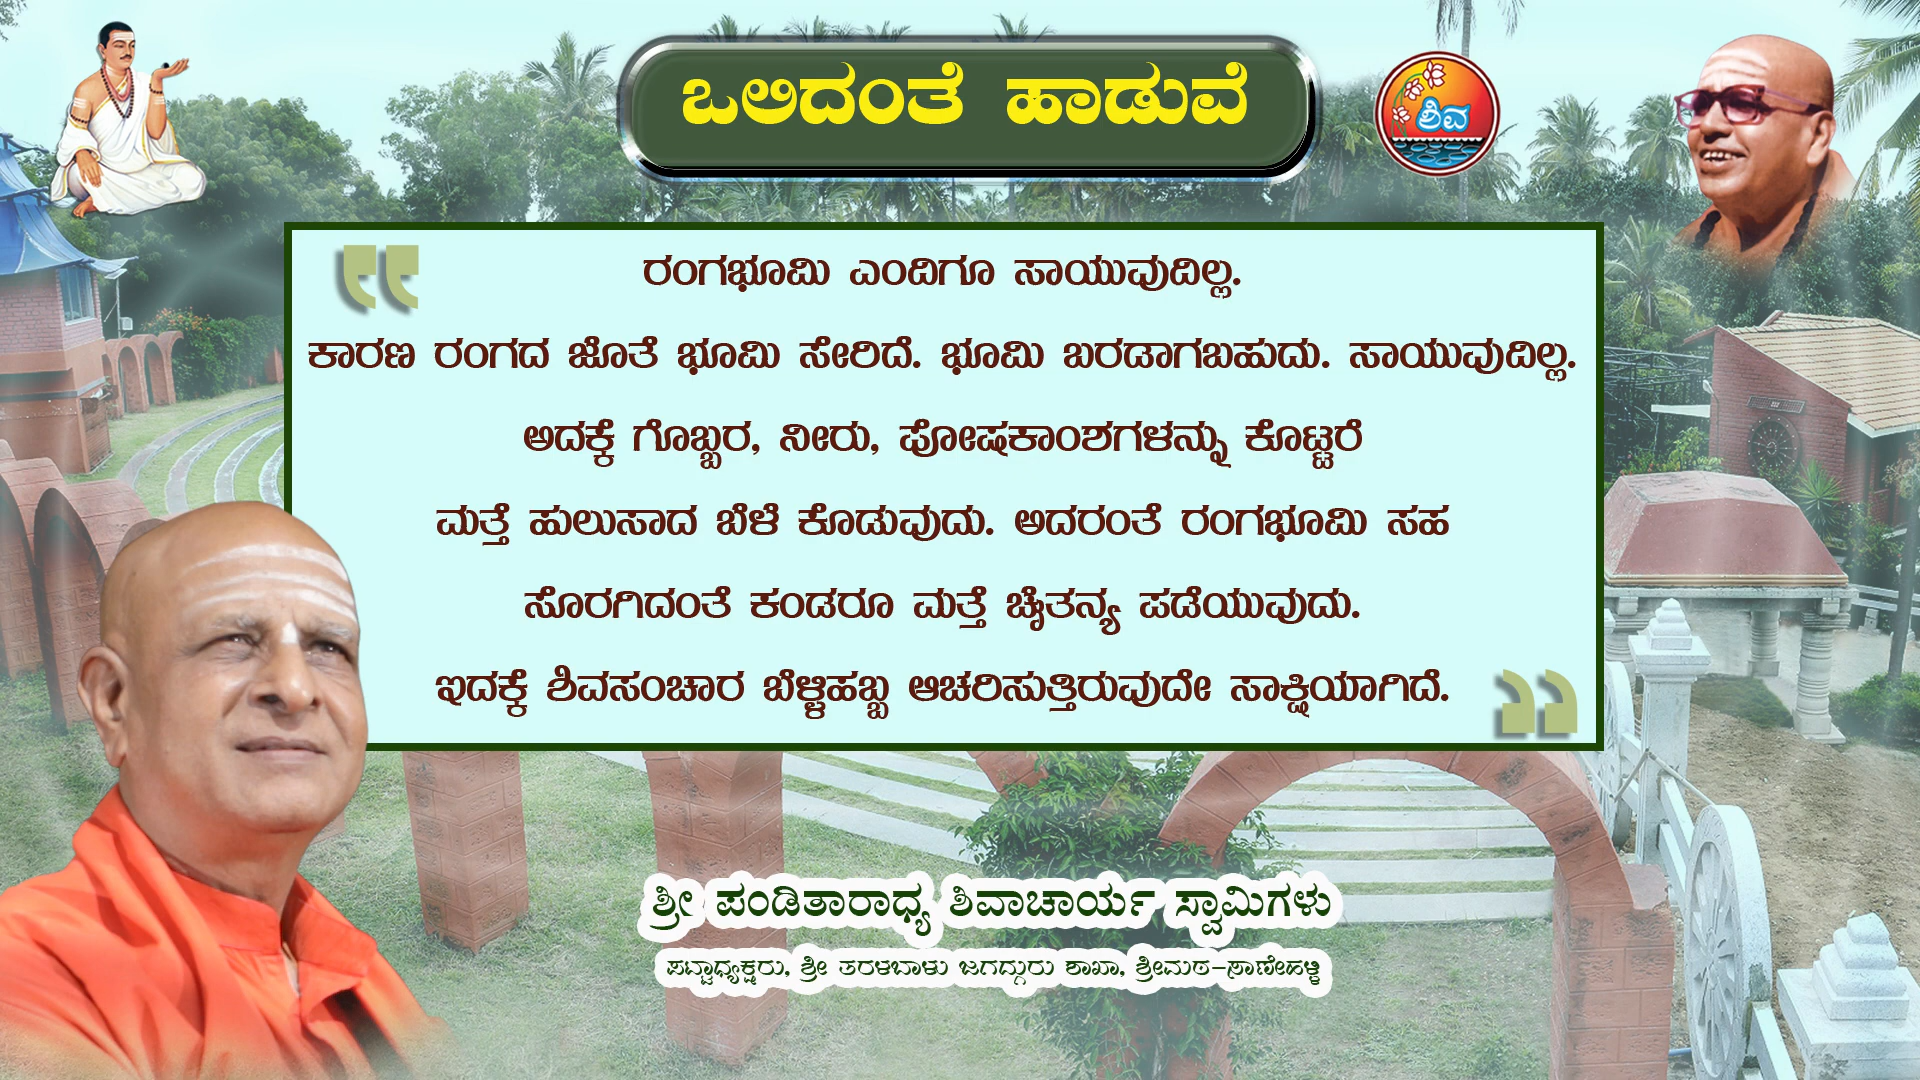 ಒಲಿದಂತೆ ಹಾಡುವೆ
ಶಿವ
ರಂಗಭೂಮಿ ಎಂದಿಗೂ ಸಾಯುವುದಿಲ್ಲ.
ಕಾರಣ ರಂಗದ ಜೊತೆ ಭೂಮಿ ಸೇರಿದೆ. ಭೂಮಿ ಬರಡಾಗಬಹುದು. ಸಾಯುವುದಿಲ್ಲ.
ಅದಕ್ಕೆ ಗೊಬ್ಬರ, ನೀರು, ಪೋಷಕಾಂಶಗಳನ್ನು ಕೊಟ್ಟರೆ
ಮತ್ತೆ ಹುಲುಸಾದ ಬೆಳೆ ಕೊಡುವುದು. ಅದರಂತೆ ರಂಗಭೂಮಿ ಸಹ
ಸೊರಗಿದಂತೆ ಕಂಡರೂ ಮತ್ತೆ ಚೈತನ್ಯ ಪಡೆಯುವುದು.
ಇದಕ್ಕೆ ಶಿವಸಂಚಾರ ಬೆಳ್ಳಿಹಬ್ಬ ಆಚರಿಸುತ್ತಿರುವುದೇ ಸಾಕ್ಷಿಯಾಗಿದೆ.
ಶ್ರೀ ಪಂಡಿತಾರಾಧ್ಯ ಶಿವಾಚಾರ್ಯ ಸ್ವಾಮಿಗಳು
ಪಟ್ಟಾಧ್ಯಕ್ಷರು, ಶ್ರೀ ತರಳಬಾಳು ಜಗದ್ಗುರು ಶಾಖಾ, ಶ್ರೀಮಠ-ಸಾಣೇಹಳ್ಳಿ